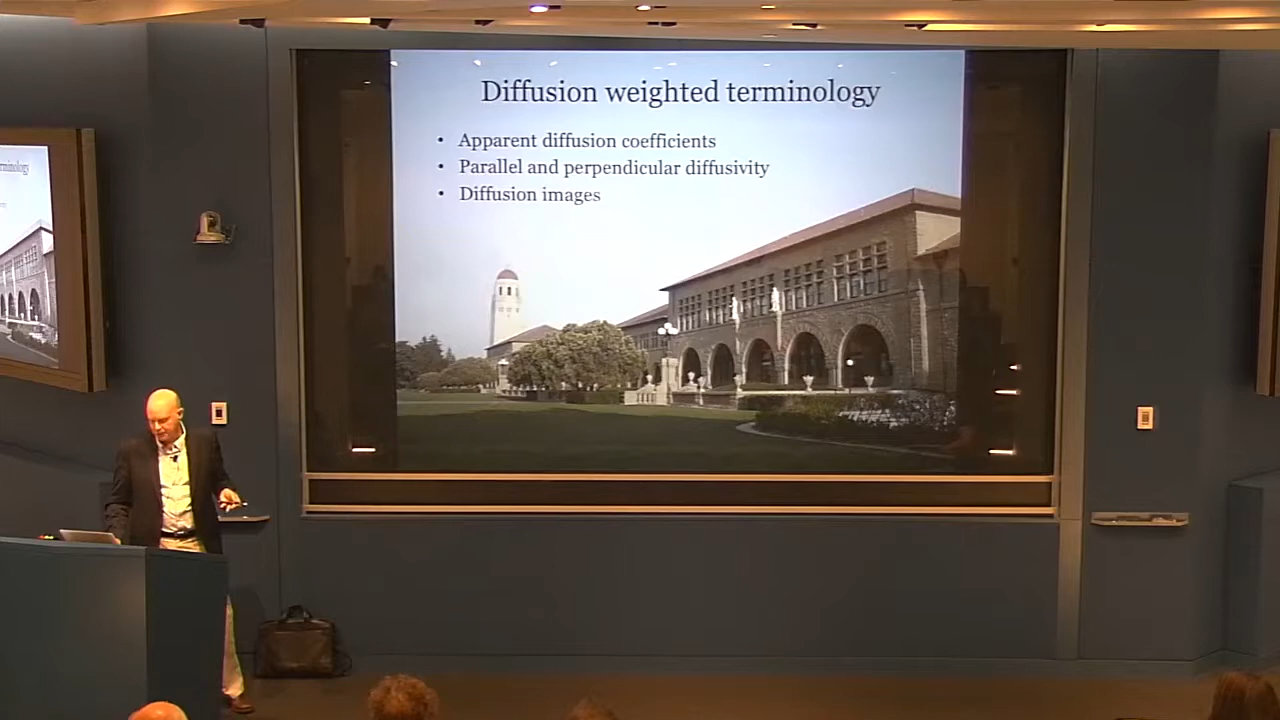 Diffusion weighted terminology
• Apparent diffusion coefficients
• Parallel and perpendicular diffusivity
• Diffusion images